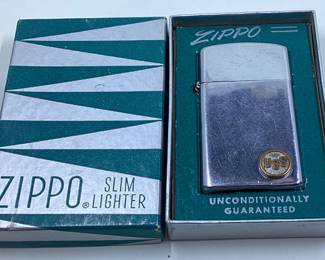 ZIPPO® SLIM
LIGHTER
ZIPPO
UNCONDITIONALLY
GUARANTEED